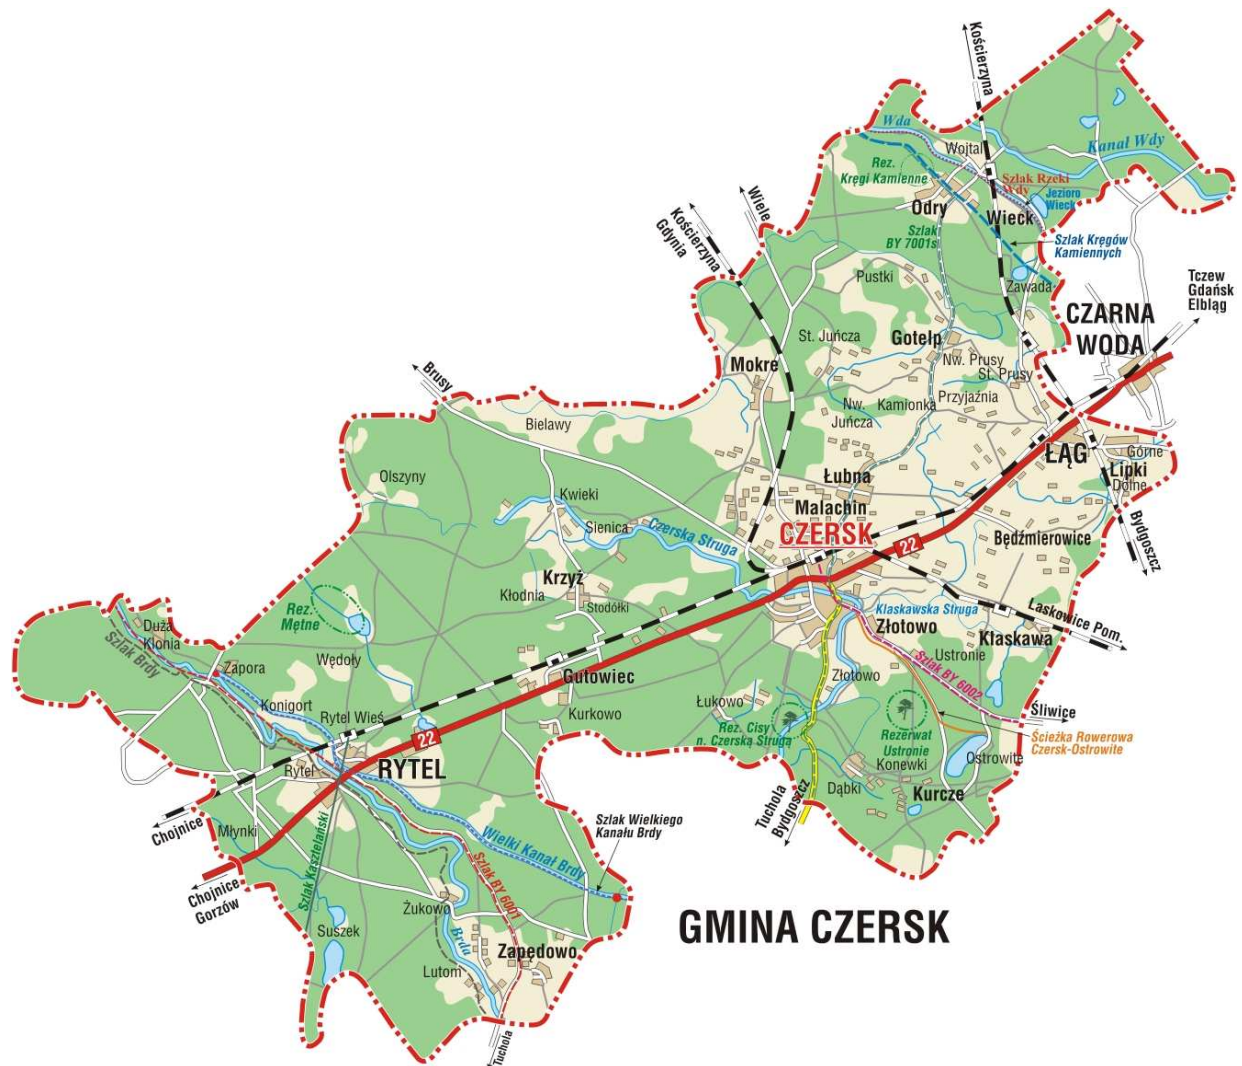 Kościerzyna
Wda
Wojtal
Kanał Wdy
Rez.
Kręgi Kamienne
Szlak Rzeki
Wdy
Jezioro
Wieck
Odry
Wieck
Wiele
Kościerzyna
Gdynia
Szlak
BY 7001s
Szlak Kręgów
Kamiennych
Pustki
Zawada
Tczew
Gdańsk
Elbląg
CZARNA
WODA
St. Juńcza
Gotelp
Mokre
Nw. Prusy
St. Prusy
Brusy
Nw.
Juńcza
Kamionka
Przyjaźnia
Bielawy
ŁĄG
Górne
Lipki
Dolne
Olszyny
Łubna
Kwieki
Malachin
Sienica
Czerska Struga
CZERSK
22
Będźmierowice
Bydgoszcz
Krzyż
Kłodnia
Stodółki
Rez.
Mętne
Klaskawska Struga
Laskowice Pom.
Złotowo
Klaskawa
Duża
Klonia
Szlak Brdy
Zapora
Wędoły
Ustronie
Szlak BY 6002
Gutowiec
Złotowo
Łukowo
Konigort
Rytel Wieś
Kurkowo
Śliwice
Rez. Cisy
n. Czerską Strugą
Rezerwat
Ustronie
Ścieżka Rowerowa
Czersk-Ostrowite
22
Rytel
RYTEL
Konewki
Ostrowite
Dąbki
Kurcze
Tuchola
Bydgoszcz
Chojnice
Młynki
Szlak Wielkiego
Kanału Brdy
Wielki Kanał Brdy
Szlak Kasztelański
Szlak BY 6001
Chojnice
Gorzów
Żukowo
Suszek
Brda
Zapędowo
Lutom
Tuchola
GMINA CZERSK